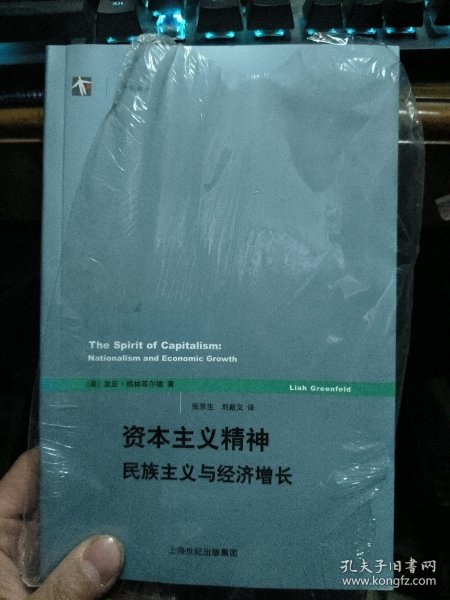 The Spirit of Capitalism:
Nationalism and Economic Growth
[美] 里亚·格林菲尔德 著
Liah Greenfeld
张京生 刘新义 译
资本主义精神
民族主义与经济增长
上海世纪出版集团
孔夫子旧书网
www.kongfz.com